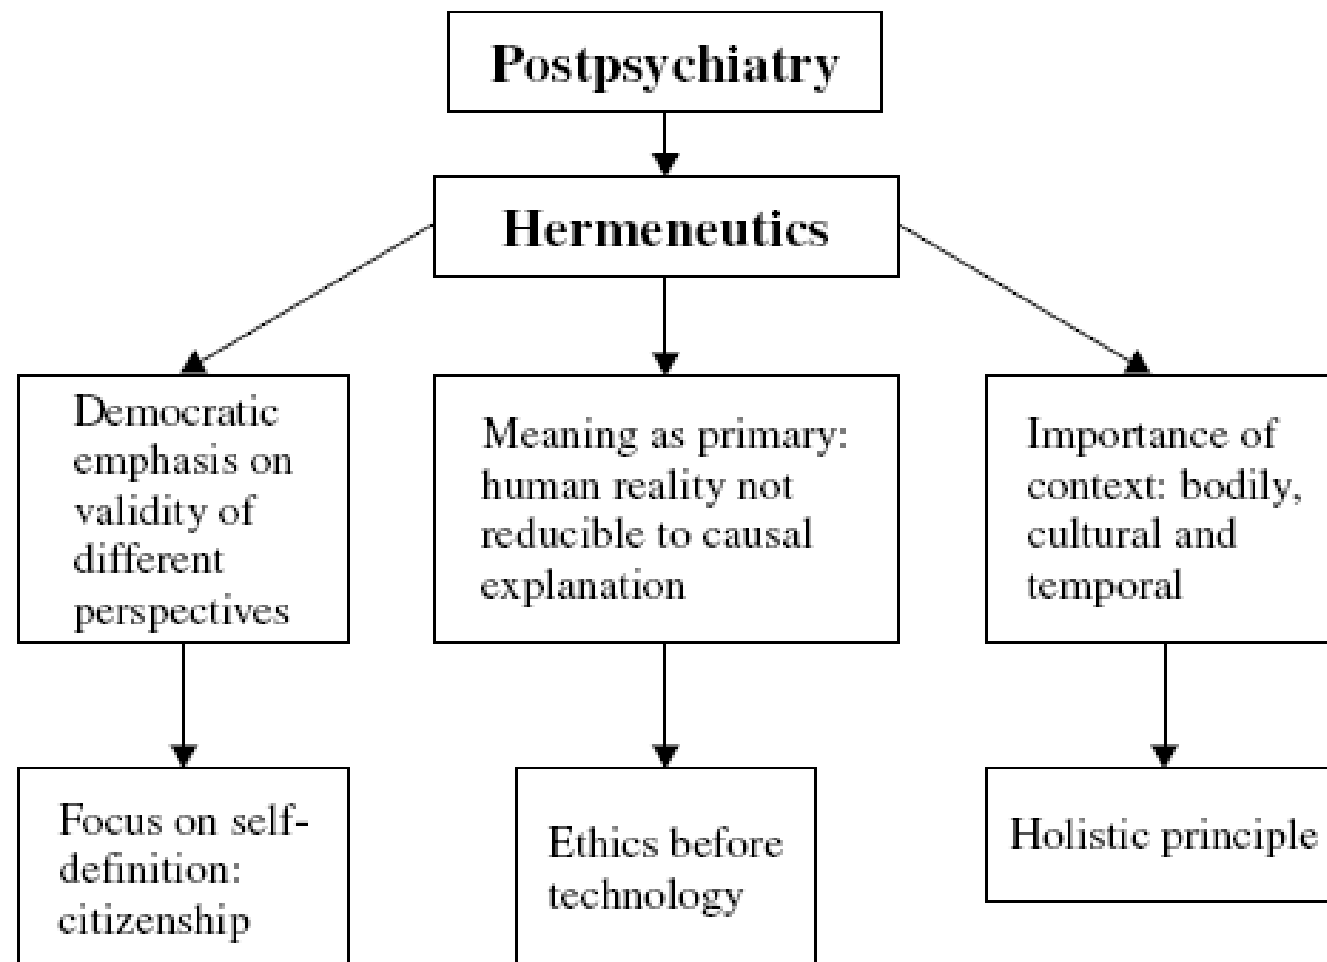 Postpsychiatry
Hermeneutics
Democratic
emphasis on
validity of
different
perspectives
Meaning as primary:
human reality not
reducible to causal
explanation
Importance of
context: bodily,
cultural and
temporal
Focus on self-
definition:
citizenship
Ethics before
technology
Holistic principle